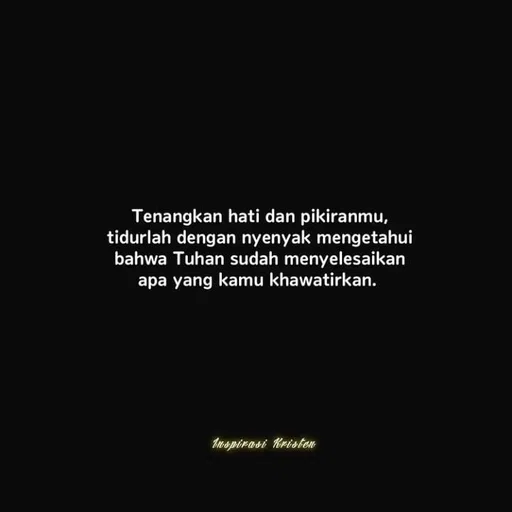 Tenangkan hati dan pikiranmu,
tidurlah dengan nyenyak mengetahui
bahwa Tuhan sudah menyelesaikan
apa yang kamu khawatirkan.
Inspirasi Kristen